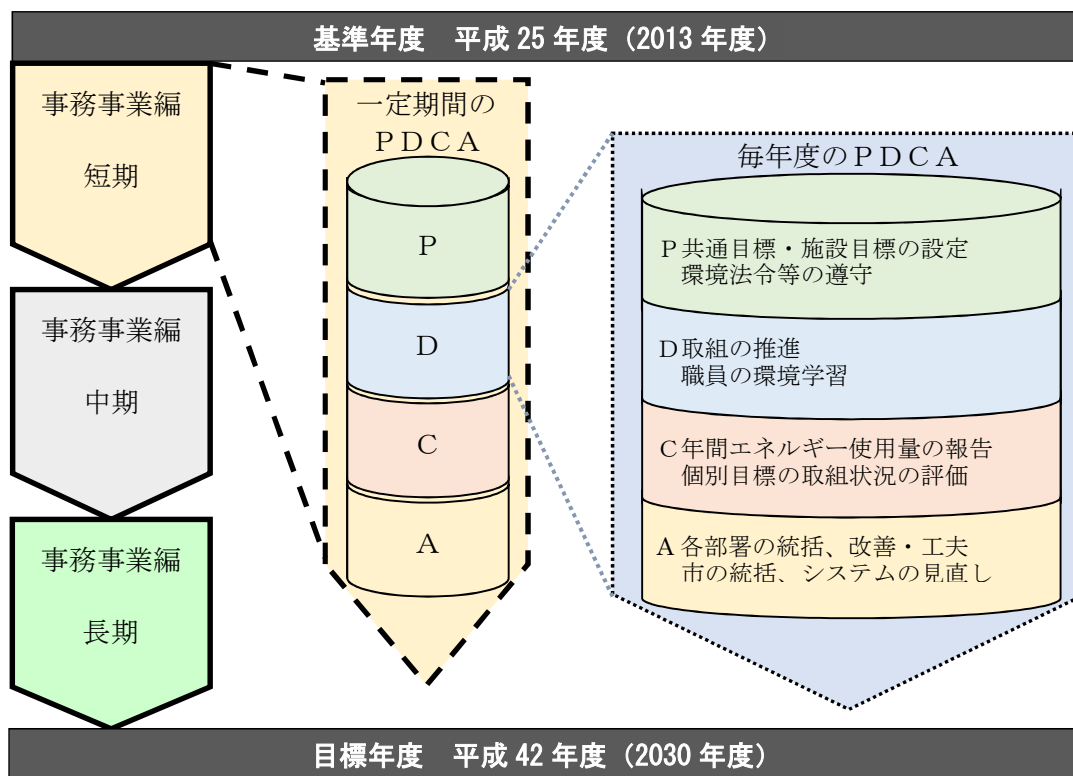 基準年度　平成 25 年度（2013 年度）
事務事業編
短期
事務事業編
中期
事務事業編
長期
一定期間の
ＰＤＣＡ
Ｐ
Ｄ
Ｃ
Ａ
毎年度のＰＤＣＡ
Ｐ共通目標・施設目標の設定
環境法令等の遵守
Ｄ取組の推進
職員の環境学習
Ｃ年間エネルギー使用量の報告
個別目標の取組状況の評価
Ａ各部署の統括、改善・工夫
市の統括、システムの見直し
目標年度　平成 42 年度（2030 年度）